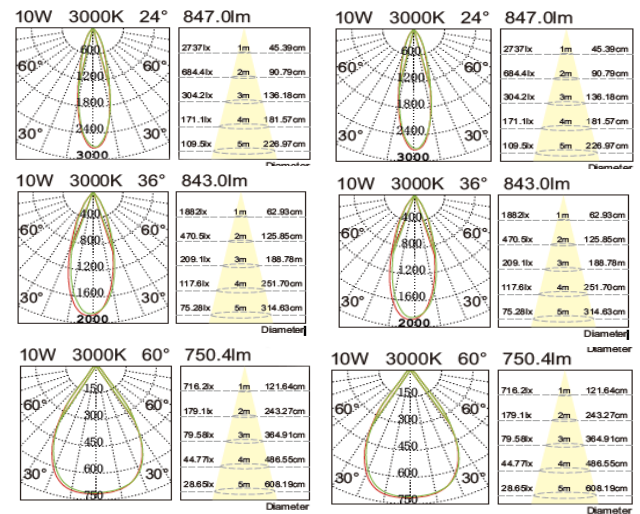 10W 3000K 24° 847.0lm
600
1200
1800
2400
3000
60° 60°
30° 30°
2737lx 1m 45.39cm
684.4lx 2m 90.79cm
304.2lx 3m 136.18cm
171.1lx 4m 181.57cm
109.5lx 5m 226.97cm
Diameter
10W 3000K 24° 847.0lm
600
1200
1800
2400
3000
60° 60°
30° 30°
2737lx 1m 45.39cm
684.4lx 2m 90.79cm
304.2lx 3m 136.18cm
171.1lx 4m 181.57cm
109.5lx 5m 226.97cm
Diameter
10W 3000K 36° 843.0lm
400
800
1200
1600
2000
60° 60°
30° 30°
1882lx 1m 62.93cm
470.5lx 2m 125.85cm
209.1lx 3m 188.78m
117.6lx 4m 251.70cm
75.28lx 5m 314.63cm
Diameter
10W 3000K 36° 843.0lm
400
800
1200
1600
2000
60° 60°
30° 30°
1882lx 1m 62.93cm
470.5lx 2m 125.85cm
209.1lx 3m 188.78m
117.6lx 4m 251.70cm
75.28lx 5m 314.63cm
Diameter
Diameter
10W 3000K 60° 750.4lm
150
300
450
600
750
60° 60°
30° 30°
716.2lx 1m 121.64cm
179.1lx 2m 243.27cm
79.58lx 3m 364.91cm
44.77lx 4m 486.55cm
28.65lx 5m 608.19cm
Diameter
10W 3000K 60° 750.4lm
150
300
450
600
750
60° 60°
30° 30°
716.2lx 1m 121.64cm
179.1lx 2m 243.27cm
79.58lx 3m 364.91cm
44.77lx 4m 486.55cm
28.65lx 5m 608.19cm
Diameter